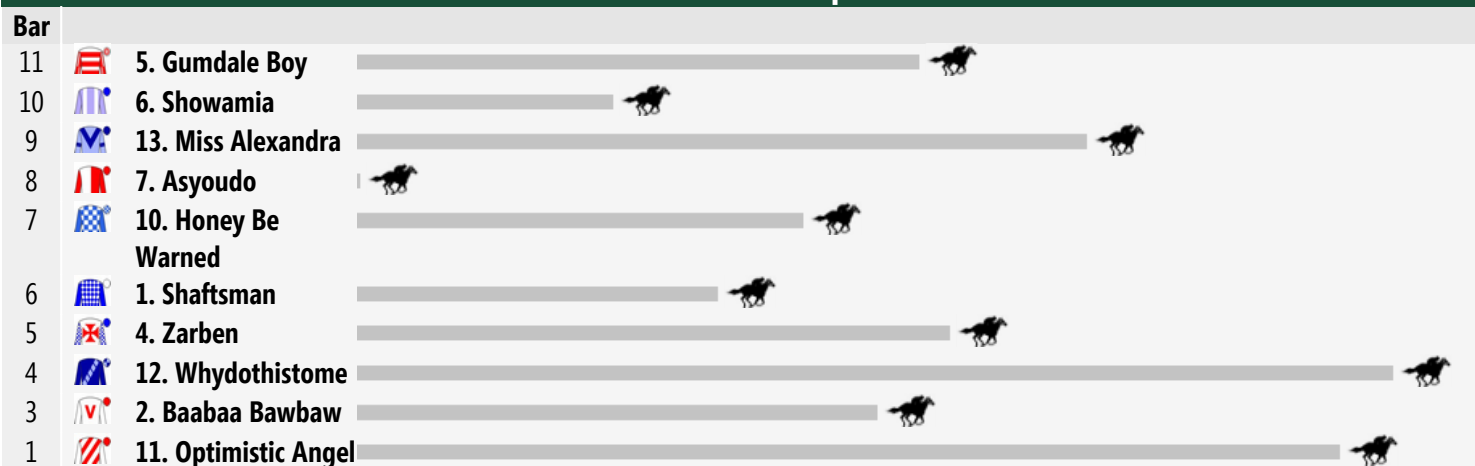 Bar
11 5. Gumdale Boy
10 6. Showamia
9 13. Miss Alexandra
8 7. Asyoudo
7 10. Honey Be
Warned
6 1. Shaftsman
5 4. Zarben
4 12. Whydothistome
3 V 2. Baabaa Bawbaw
1 11. Optimistic Angel